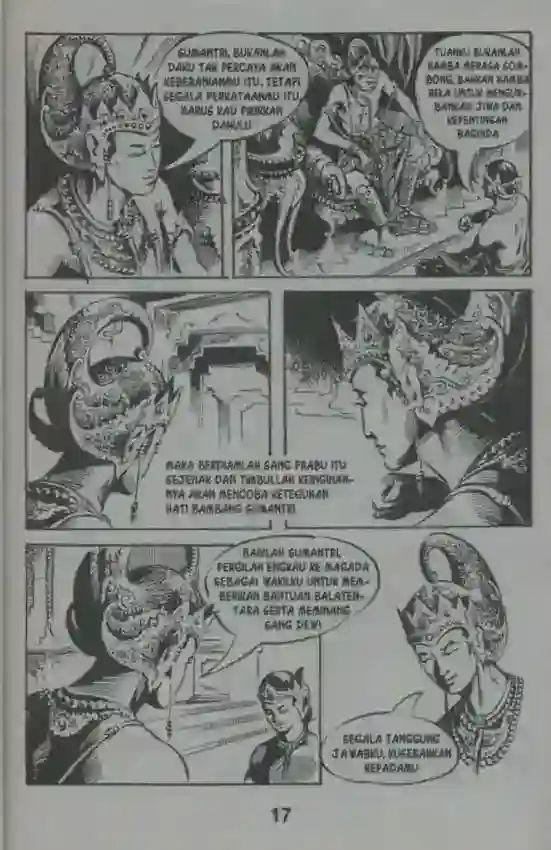 SUMANTRI, BUKANLAH
DAKU TAK PERCAYA AKAN
KEBERANIANMU ITU, TETAPI
SEGALA PERKATAANMU ITU
HARUS KAU PIKIRKAN
DAHULU
TUANKU BUKANLAH
HAMBA MERASA SOM-
BONG, BAHKAN HAMBA
RELA UNTUK MENGUR-
BANKAN JIWA DAN
KEPENTINGAN
BAGINDA
MAKA BERDIAMLAH SANG PRABU ITU
SEJENAK DAN TIMBULLAH KEINGINAN-
NYA AKAN MENCOBA KETEGUHAN
HATI BAMBANG SUMANTRI
BAIKLAH SUMANTRI,
PERGILAH ENGKAU KE MAGADA
SEBAGAI WAKILKU UNTUK MEM-
BERIKAN BANTUAN BALATEN-
TARA SERTA MEMINANG
SANG DEWI
SEGALA TANGGUNG
JAWABKU, KUSERAHKAN
KEPADAMU
17